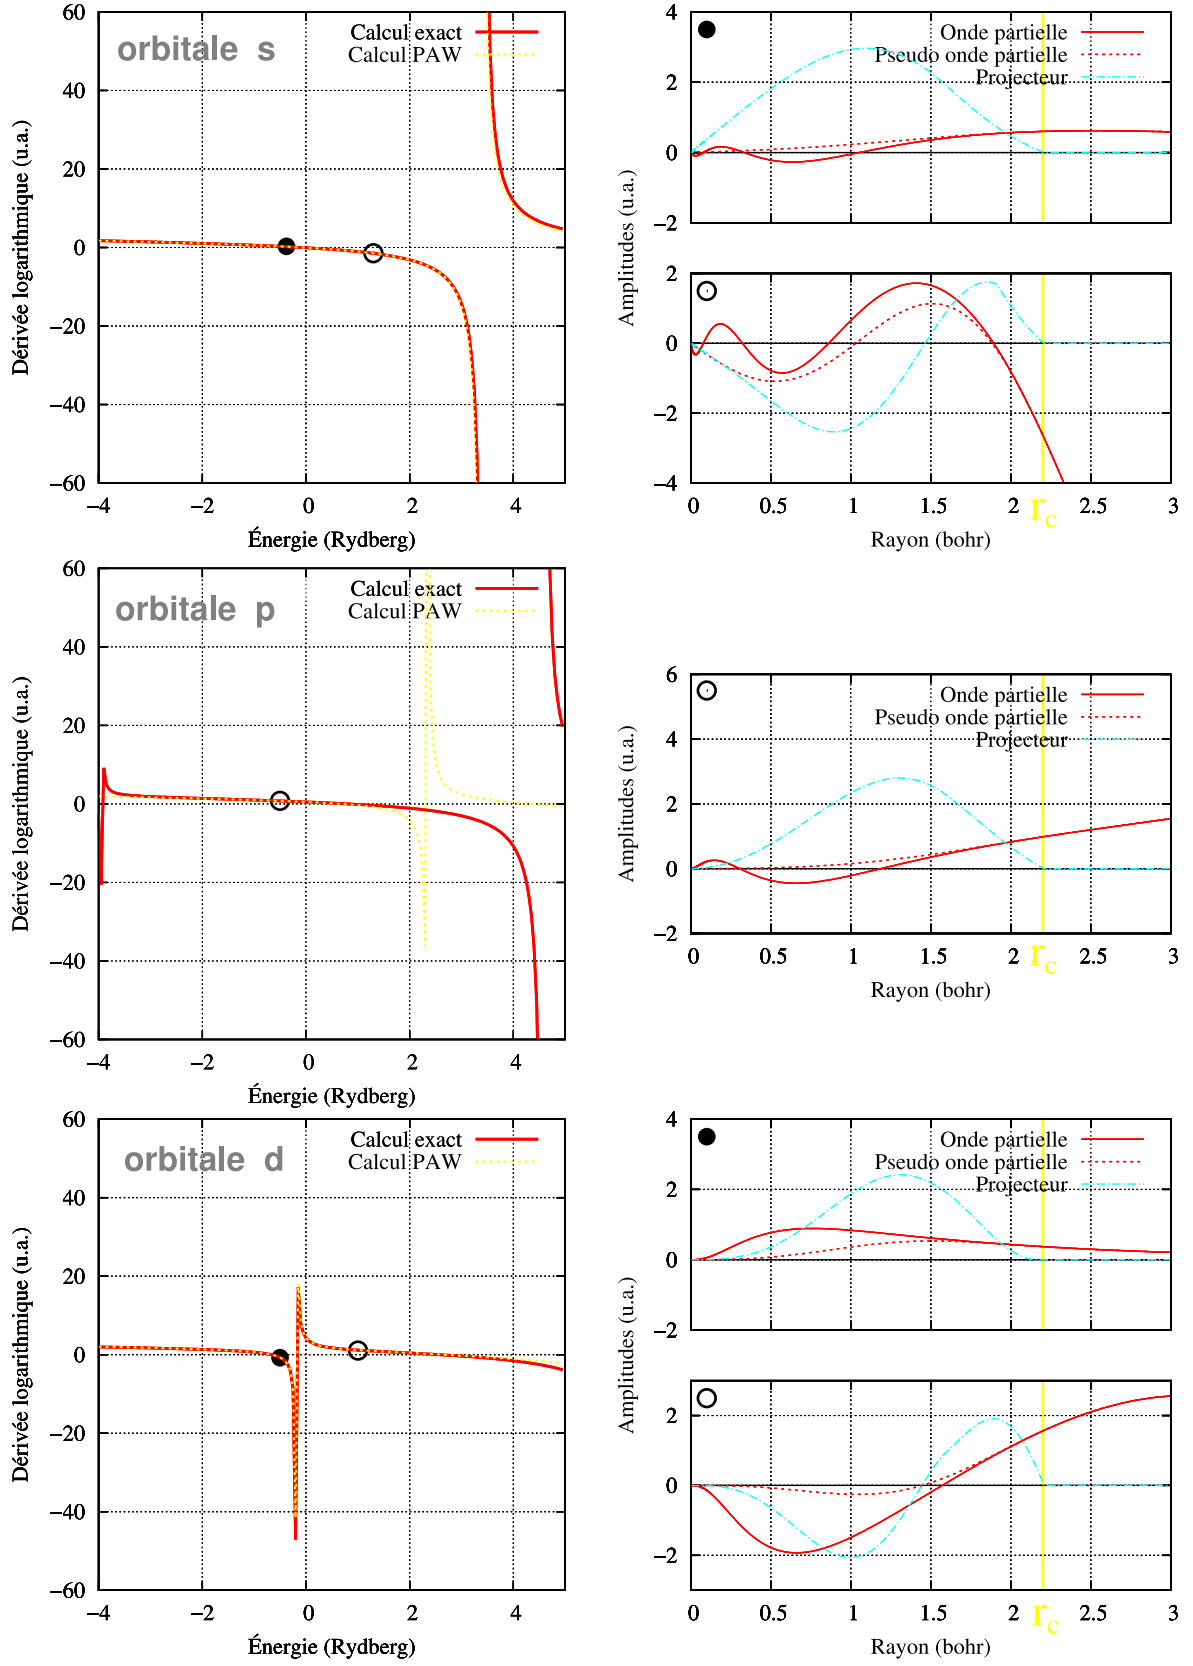 orbitale s
Calcul exact
Calcul PAW
60
40
20
0
−20
−40
−60
−4
−2
0
2
4
Dérivée logarithmique (u.a.)
Énergie (Rydberg)
Onde partielle
Pseudo onde partielle
Projecteur
4
2
0
−2
2
0
−2
−4
0
0.5
1
1.5
2
2.5
3
rc
Amplitudes (u.a.)
Rayon (bohr)
orbitale p
Calcul exact
Calcul PAW
60
40
20
0
−20
−40
−60
−4
−2
0
2
4
Dérivée logarithmique (u.a.)
Énergie (Rydberg)
Onde partielle
Pseudo onde partielle
Projecteur
6
4
2
0
−2
0
0.5
1
1.5
2
2.5
3
rc
Amplitudes (u.a.)
Rayon (bohr)
orbitale d
Calcul exact
Calcul PAW
60
40
20
0
−20
−40
−60
−4
−2
0
2
4
Dérivée logarithmique (u.a.)
Énergie (Rydberg)
Onde partielle
Pseudo onde partielle
Projecteur
4
2
0
−2
2
0
−2
0
0.5
1
1.5
2
2.5
3
rc
Amplitudes (u.a.)
Rayon (bohr)